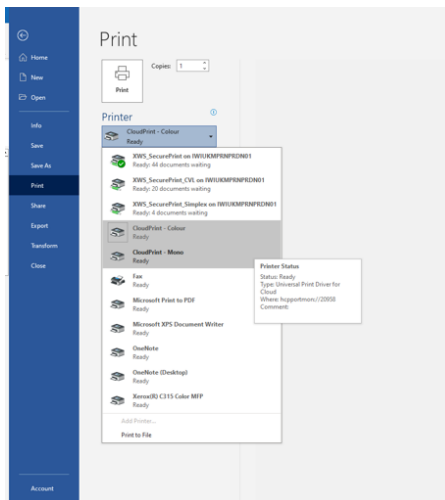 Print
Home
New
Open
Info
Save
Save As
Print
Share
Export
Transform
Close
Account
Copies: 1
Print
Printer
CloudPrint - Colour
Ready
XWS_SecurePrint on IWIUKMPRNPRDN01
Ready: 44 documents waiting
XWS_SecurePrint_CVL on IWIUKMPRNPRDN01
Ready: 20 documents waiting
XWS_SecurePrint_Simplex on IWIUKMPRNPRDN01
Ready: 4 documents waiting
CloudPrint - Colour
Ready
CloudPrint - Mono
Ready
Fax
Ready
Microsoft Print to PDF
Ready
Microsoft XPS Document Writer
Ready
OneNote
Ready
OneNote (Desktop)
Ready
Xerox(R) C315 Color MFP
Ready
Add Printer...
Print to File
Printer Status
Status: Ready
Type: Universal Print Driver for
Cloud
Where: hcpportmon://20958
Comment: